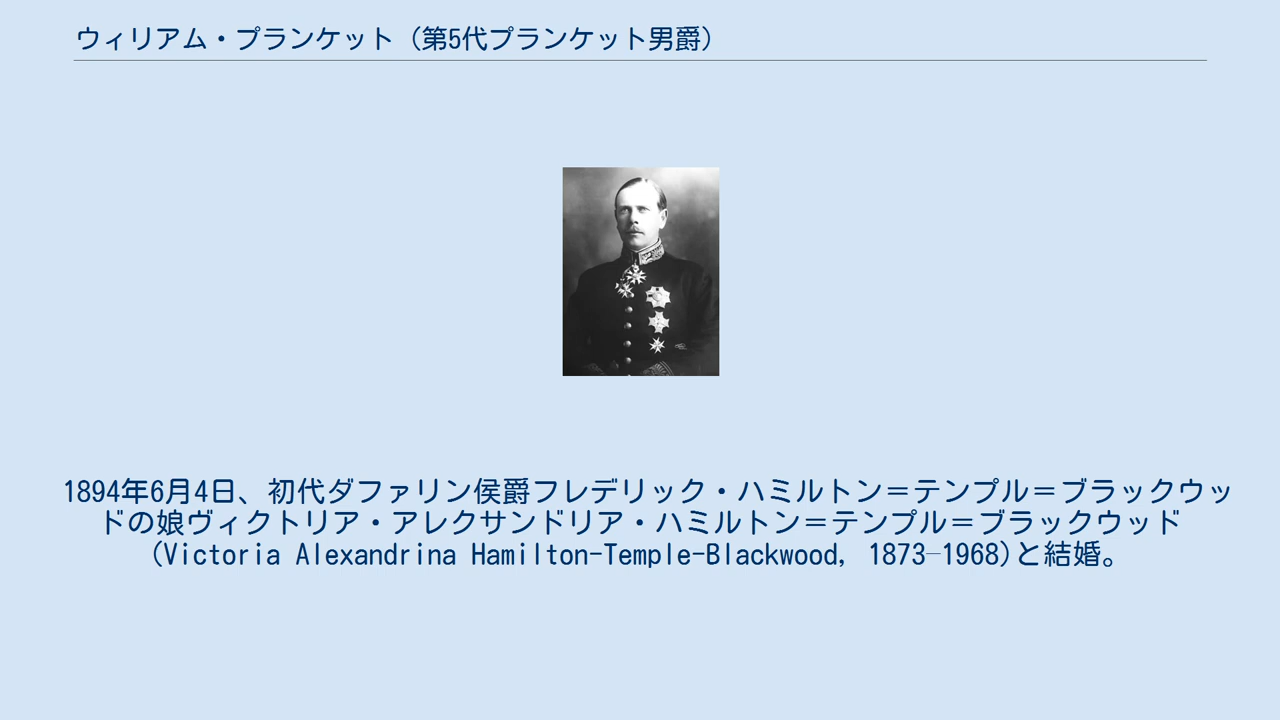 ウィリアム・プランケット（第5代プランケット男爵）
1894年6月4日、初代ダファリン侯爵フレデリック・ハミルトン＝テンプル＝ブラックウッ
ドの娘ヴィクトリア・アレクサンドリア・ハミルトン＝テンプル＝ブラックウッド
(Victoria Alexandrina Hamilton-Temple-Blackwood, 1873–1968)と結婚。